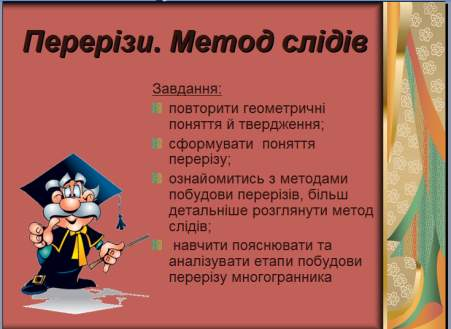 Перерізи. Метод слідів
Завдання:
повторити геометричні
поняття й твердження;
сформувати поняття
перерізу;
ознайомитись з методами
побудови перерізів, більш
детальніше розглянути метод
слідів;
навчити пояснювати та
аналізувати етапи побудови
перерізу многогранника